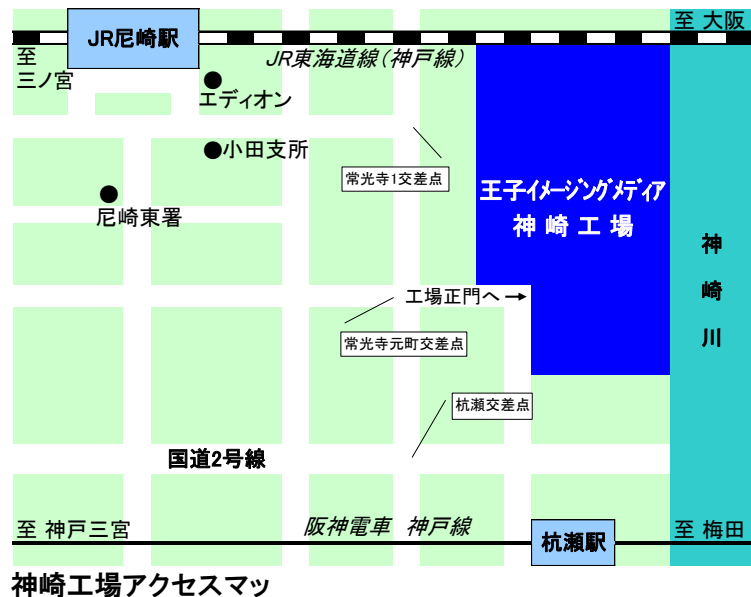 JR尼崎駅
至 大阪
至
三ノ宮
JR東海道線(神戸線)
エディオン
小田支所
常光寺1交差点
尼崎東署
王子イメージングメディア
神 崎 工 場
神
崎
川
工場正門へ→
常光寺元町交差点
杭瀬交差点
国道2号線
至 神戸三宮
阪神電車 神戸線
杭瀬駅
至 梅田
神崎工場アクセスマッ